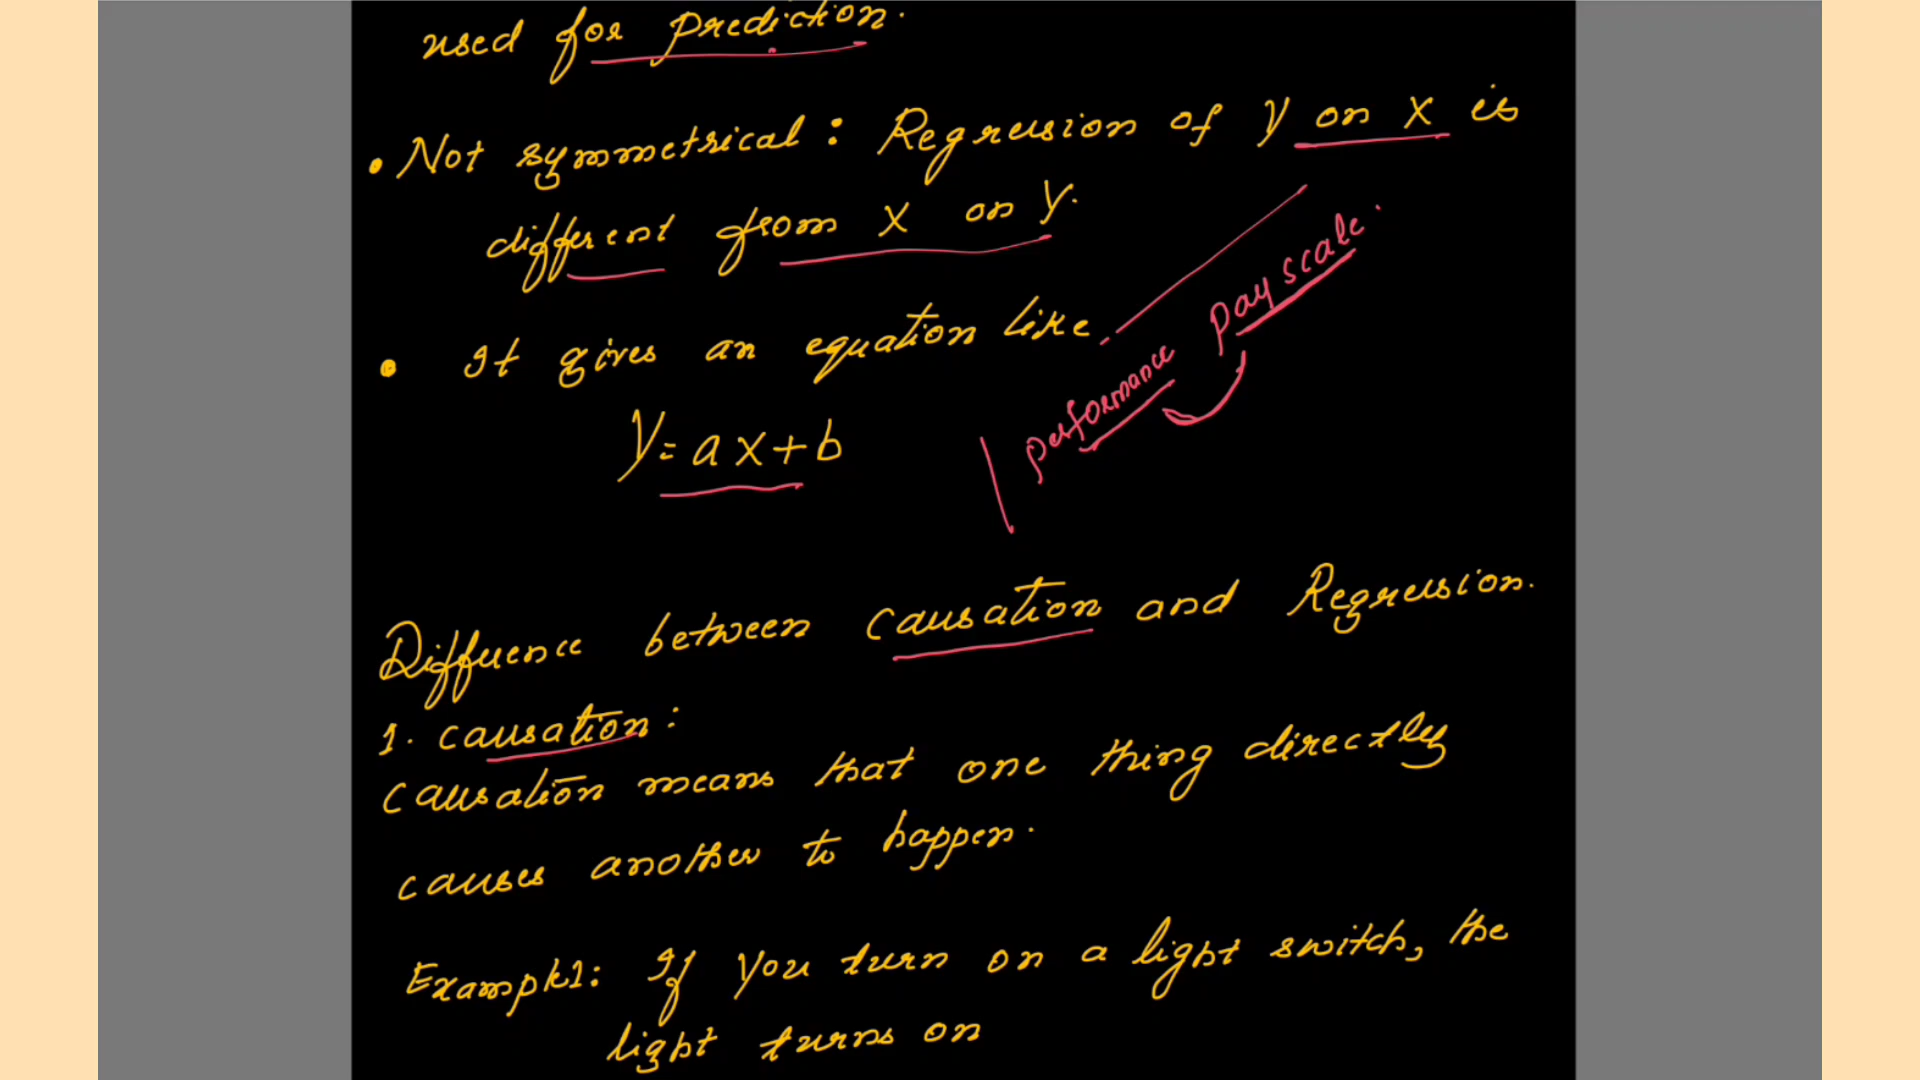 used for prediction.
• Not symmetrical : Regression of Y on X is
different from X on Y.
• It gives an equation like,
performance pay scale.
Y = ax + b
Difference between causation and Regression.
1. causation :
causation means that one thing directly
causes another to happen.
Example1: If you turn on a light switch, the
light turns on